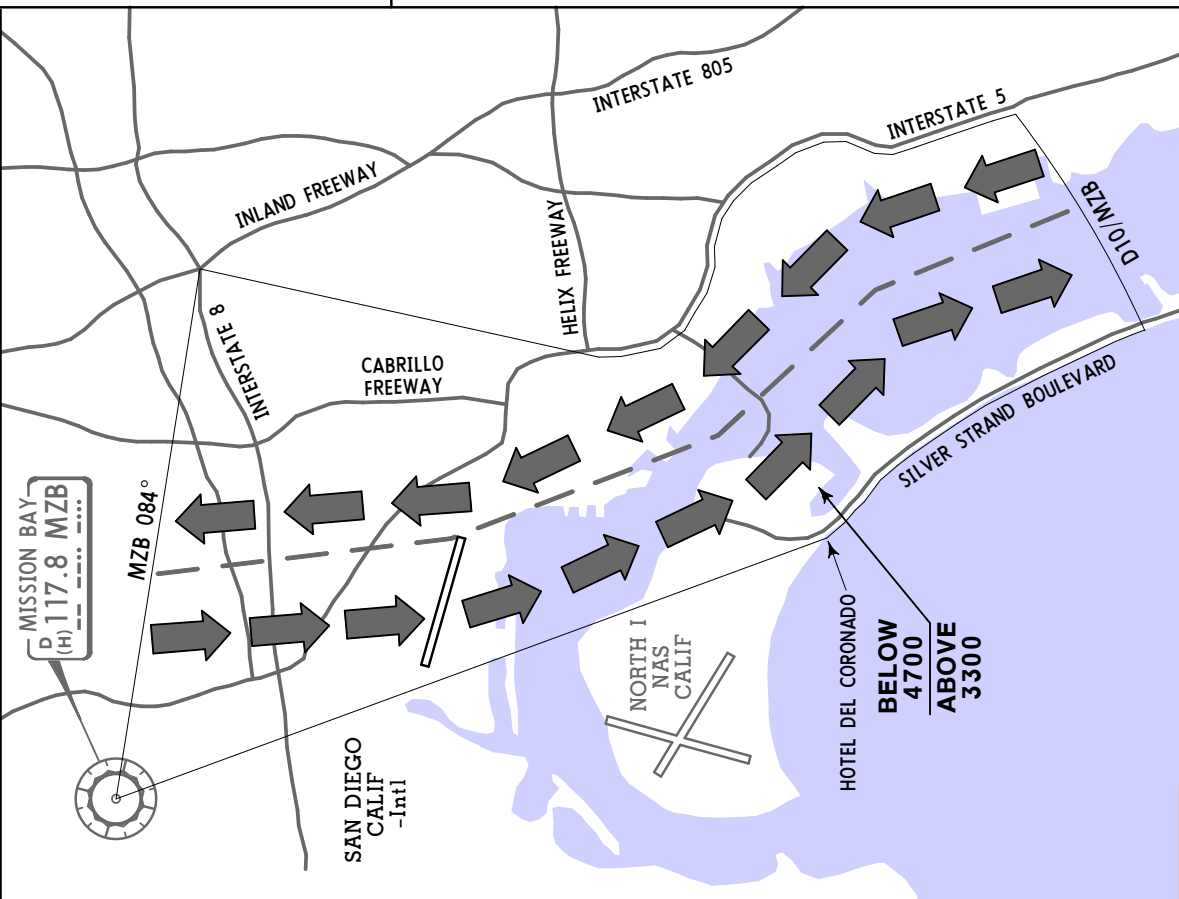 INTERSTATE 805
INTERSTATE 5
INLAND FREEWAY
HELIX FREEWAY
D10/MZB
INTERSTATE 8
CABRILLO
FREEWAY
SILVER STRAND BOULEVARD
MISSION BAY
D
(H) 117.8 MZB
-- --·· -···
MZB 084°
NORTH I
NAS
CALIF
HOTEL DEL CORONADO
BELOW
4700
ABOVE
3300
SAN DIEGO
CALIF
-Intl